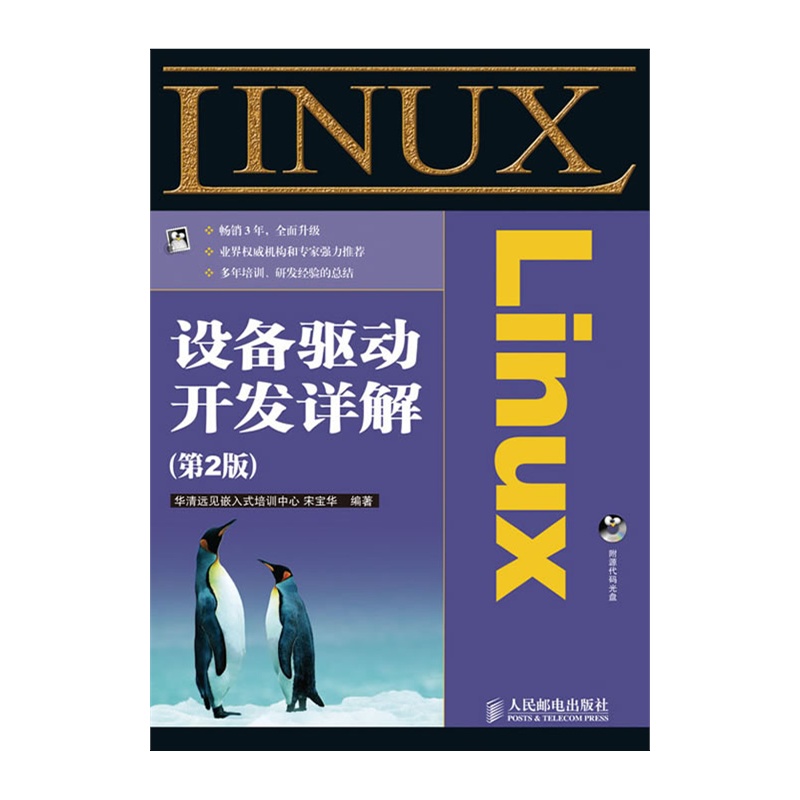 LINUX
畅销3年，全面升级
业界权威机构和专家强力推荐
多年培训、研发经验的总结
Linux
设备驱动
开发详解
(第2版)
华清远见嵌入式培训中心 宋宝华 编著
附源代码光盘
人民邮电出版社
POSTS & TELECOM PRESS